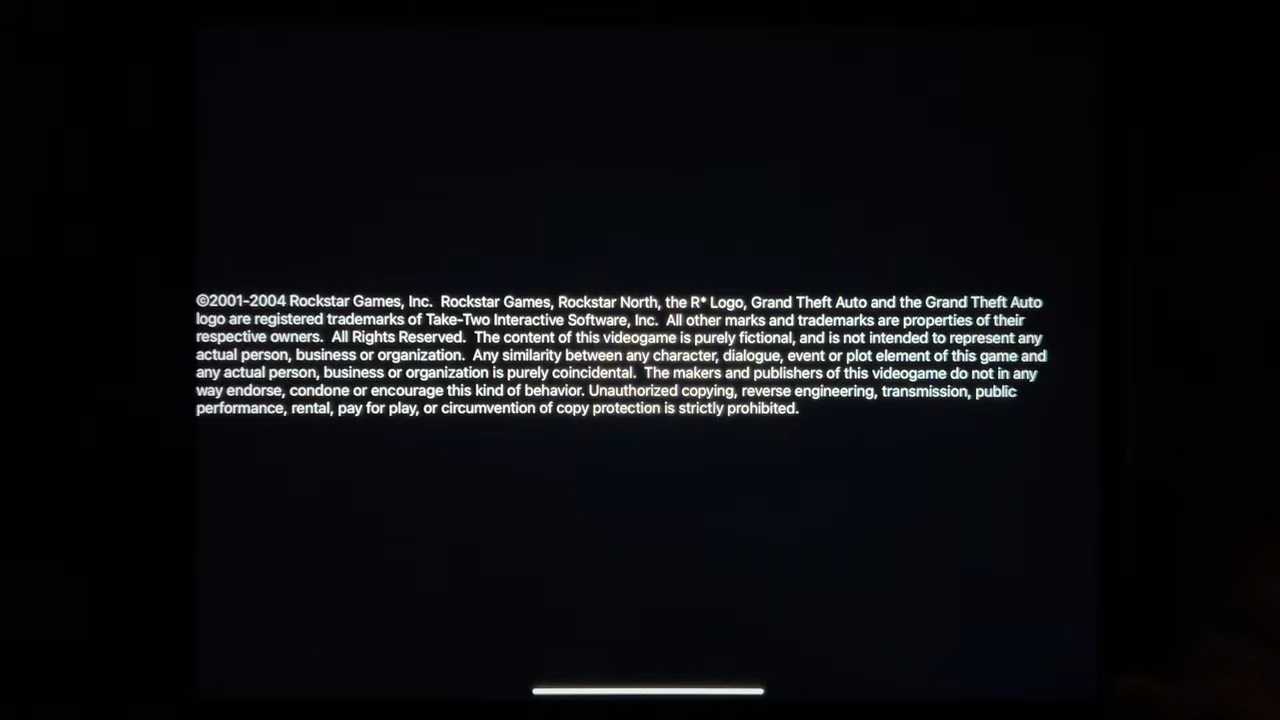 ©2001-2004 Rockstar Games, Inc.  Rockstar Games, Rockstar North, the R* Logo, Grand Theft Auto and the Grand Theft Auto
logo are registered trademarks of Take-Two Interactive Software, Inc.  All other marks and trademarks are properties of their
respective owners.  All Rights Reserved.  The content of this videogame is purely fictional, and is not intended to represent any
actual person, business or organization.  Any similarity between any character, dialogue, event or plot element of this game and
any actual person, business or organization is purely coincidental.  The makers and publishers of this videogame do not in any
way endorse, condone or encourage this kind of behavior. Unauthorized copying, reverse engineering, transmission, public
performance, rental, pay for play, or circumvention of copy protection is strictly prohibited.